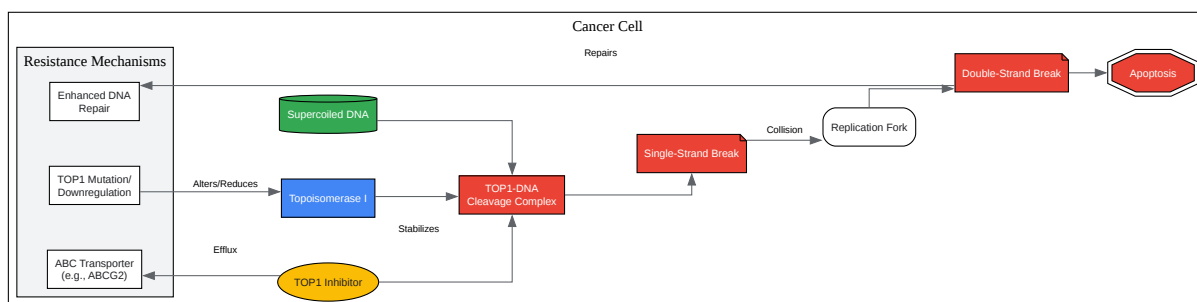 Cancer Cell
Resistance Mechanisms
Repairs
Double-Strand Break
Apoptosis
Enhanced DNA
Repair
Supercoiled DNA
Replication Fork
Collision
Single-Strand Break
TOP1 Mutation/
Downregulation
Alters/Reduces
Topoisomerase I
TOP1-DNA
Cleavage Complex
Stabilizes
Efflux
ABC Transporter
(e.g., ABCG2)
TOP1 Inhibitor